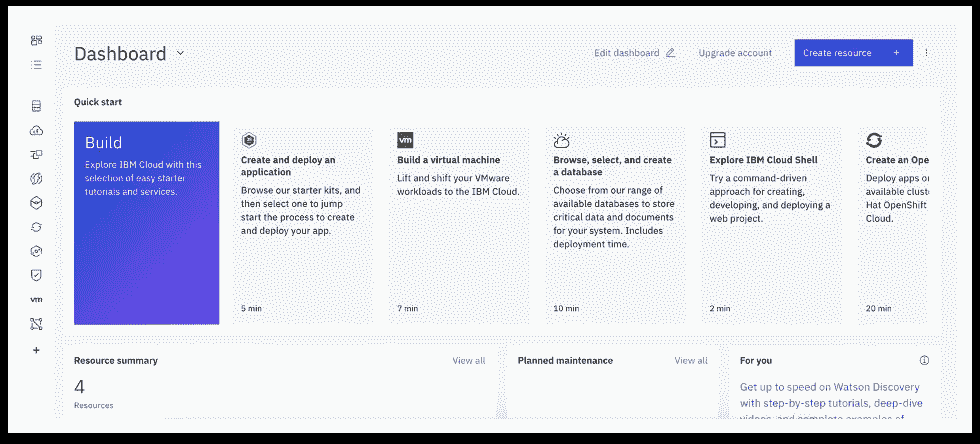 Dashboard
Edit dashboard
Upgrade account
Create resource +
Quick start
Build
Explore IBM Cloud with this
selection of easy starter
tutorials and services.
Create and deploy an
application
Browse our starter kits, and
then select one to jump
start the process to create
and deploy your app.
5 min
vm
Build a virtual machine
Lift and shift your VMware
workloads to the IBM Cloud.
7 min
Browse, select, and create
a database
Choose from our range of
available databases to store
critical data and documents
for your system. Includes
deployment time.
10 min
Explore IBM Cloud Shell
Try a command-driven
approach for creating,
developing, and deploying a
web project.
2 min
Create an Ope
Deploy apps o
available clust
Hat OpenShift
Cloud.
20 min
vm
+
Resource summary
View all
4
Resources
Planned maintenance
View all
For you
Get up to speed on Watson Discovery
with step-by-step tutorials, deep-dive
videos, and complete examples of